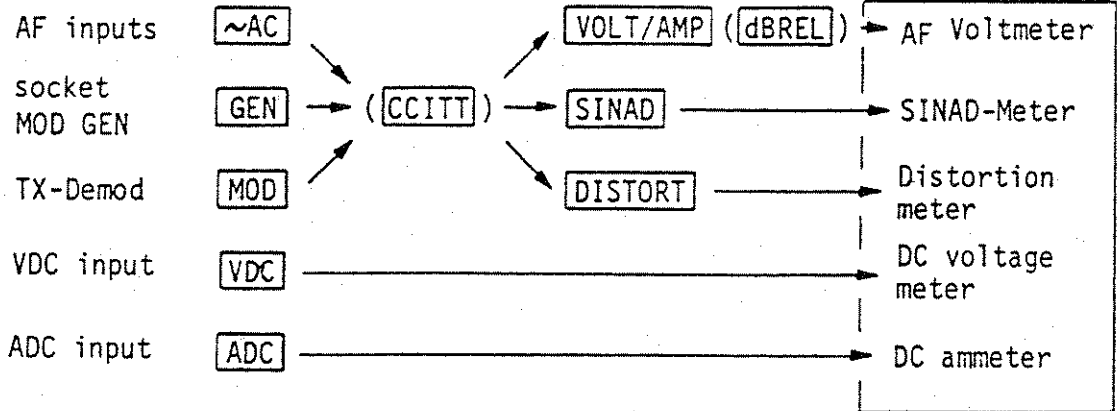 AF inputs ~AC VOLT/AMP (dBREL) AF Voltmeter
socket
MOD GEN GEN (CCITT) SINAD SINAD-Meter
TX-Demod MOD DISTORT Distortion
meter
VDC input VDC DC voltage
meter
ADC input ADC DC ammeter